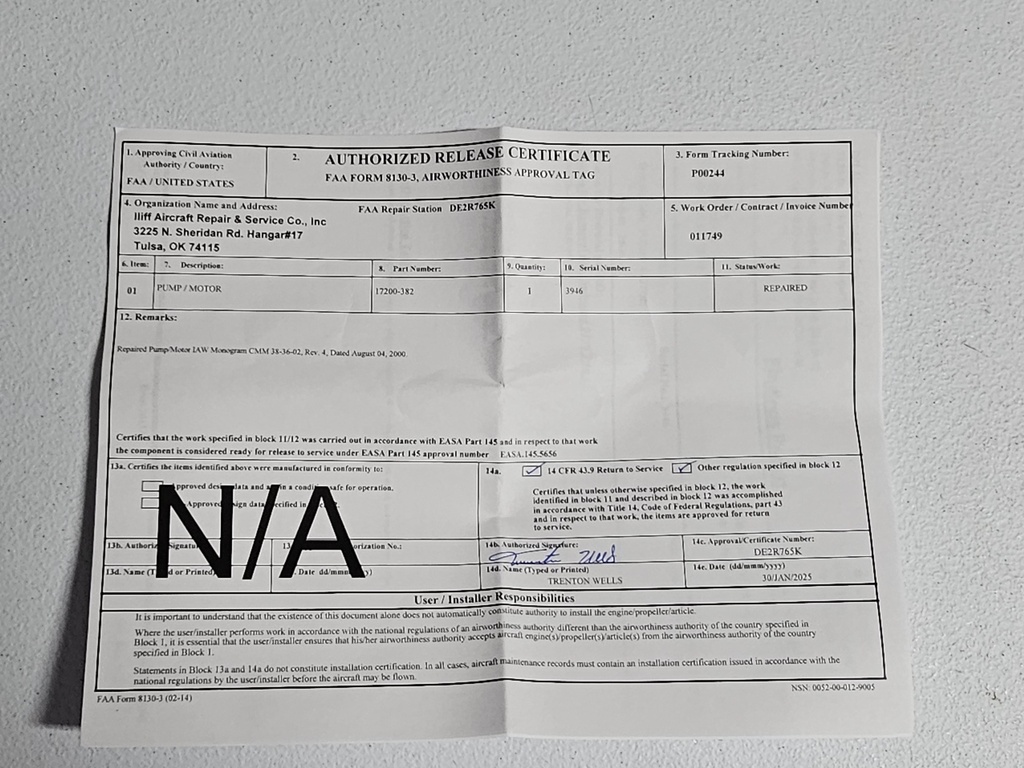 1. Approving Civil Aviation
Authority / Country:
FAA / UNITED STATES
2.
AUTHORIZED RELEASE CERTIFICATE
FAA FORM 8130-3, AIRWORTHINESS APPROVAL TAG
3. Form Tracking Number:
P00244
4. Organization Name and Address:
Iliff Aircraft Repair & Service Co., Inc
3225 N. Sheridan Rd. Hangar#17
Tulsa, OK 74115
FAA Repair Station DE2R765K
5. Work Order / Contract / Invoice Number
011749
6. Item: 7. Description: 8. Part Number: 9. Quantity: 10. Serial Number: 11. Status/Work:
01 PUMP / MOTOR 17200-382 1 3946 REPAIRED
12. Remarks:
Repaired Pump/Motor IAW Monogram CMM 38-36-02, Rev. 4, Dated August 04, 2000.
Certifies that the work specified in block 11/12 was carried out in accordance with EASA Part 145 and in respect to that work
the component is considered ready for release to service under EASA Part 145 approval number EASA.145.5656
13a. Certifies the items identified above were manufactured in conformity to:
Approved data and in a safe for operation.
Approved
N/A
14a. 14 CFR 43.9 Return to Service Other regulation specified in block 12
Certifies that unless otherwise specified in block 12, the work
identified in block 11 and described in block 12 was accomplished
in accordance with Title 14, Code of Federal Regulations, part 43
and in respect to that work, the items are approved for return
to service.
13b.
No.:
14b. Authorized Signature:
14c. Approval/Certificate Number:
DE2R765K
13d. Name or Printed
Date
14d. Name (Typed or Printed)
TRENTON WELLS
14e. Date (dd/mmm/yyyy)
30/JAN/2025
User / Installer Responsibilities
It is important to understand that the existence of this document alone does not automatically constitute authority to install the engine/propeller/article.
Where the user/installer performs work in accordance with the national regulations of an airworthiness authority different than the airworthiness authority of the country specified in
Block 1, it is essential that the user/installer ensures that his/her airworthiness authority accepts aircraft engine(s)/propeller(s)/article(s) from the airworthiness authority of the country
specified in Block 1.
Statements in Block 13a and 14a do not constitute installation certification. In all cases, aircraft maintenance records must contain an installation certification issued in accordance with the
national regulations by the user/installer before the aircraft may be flown.
FAA Form 8130-3 (02-14)
NSN: 0052-00-012-9005